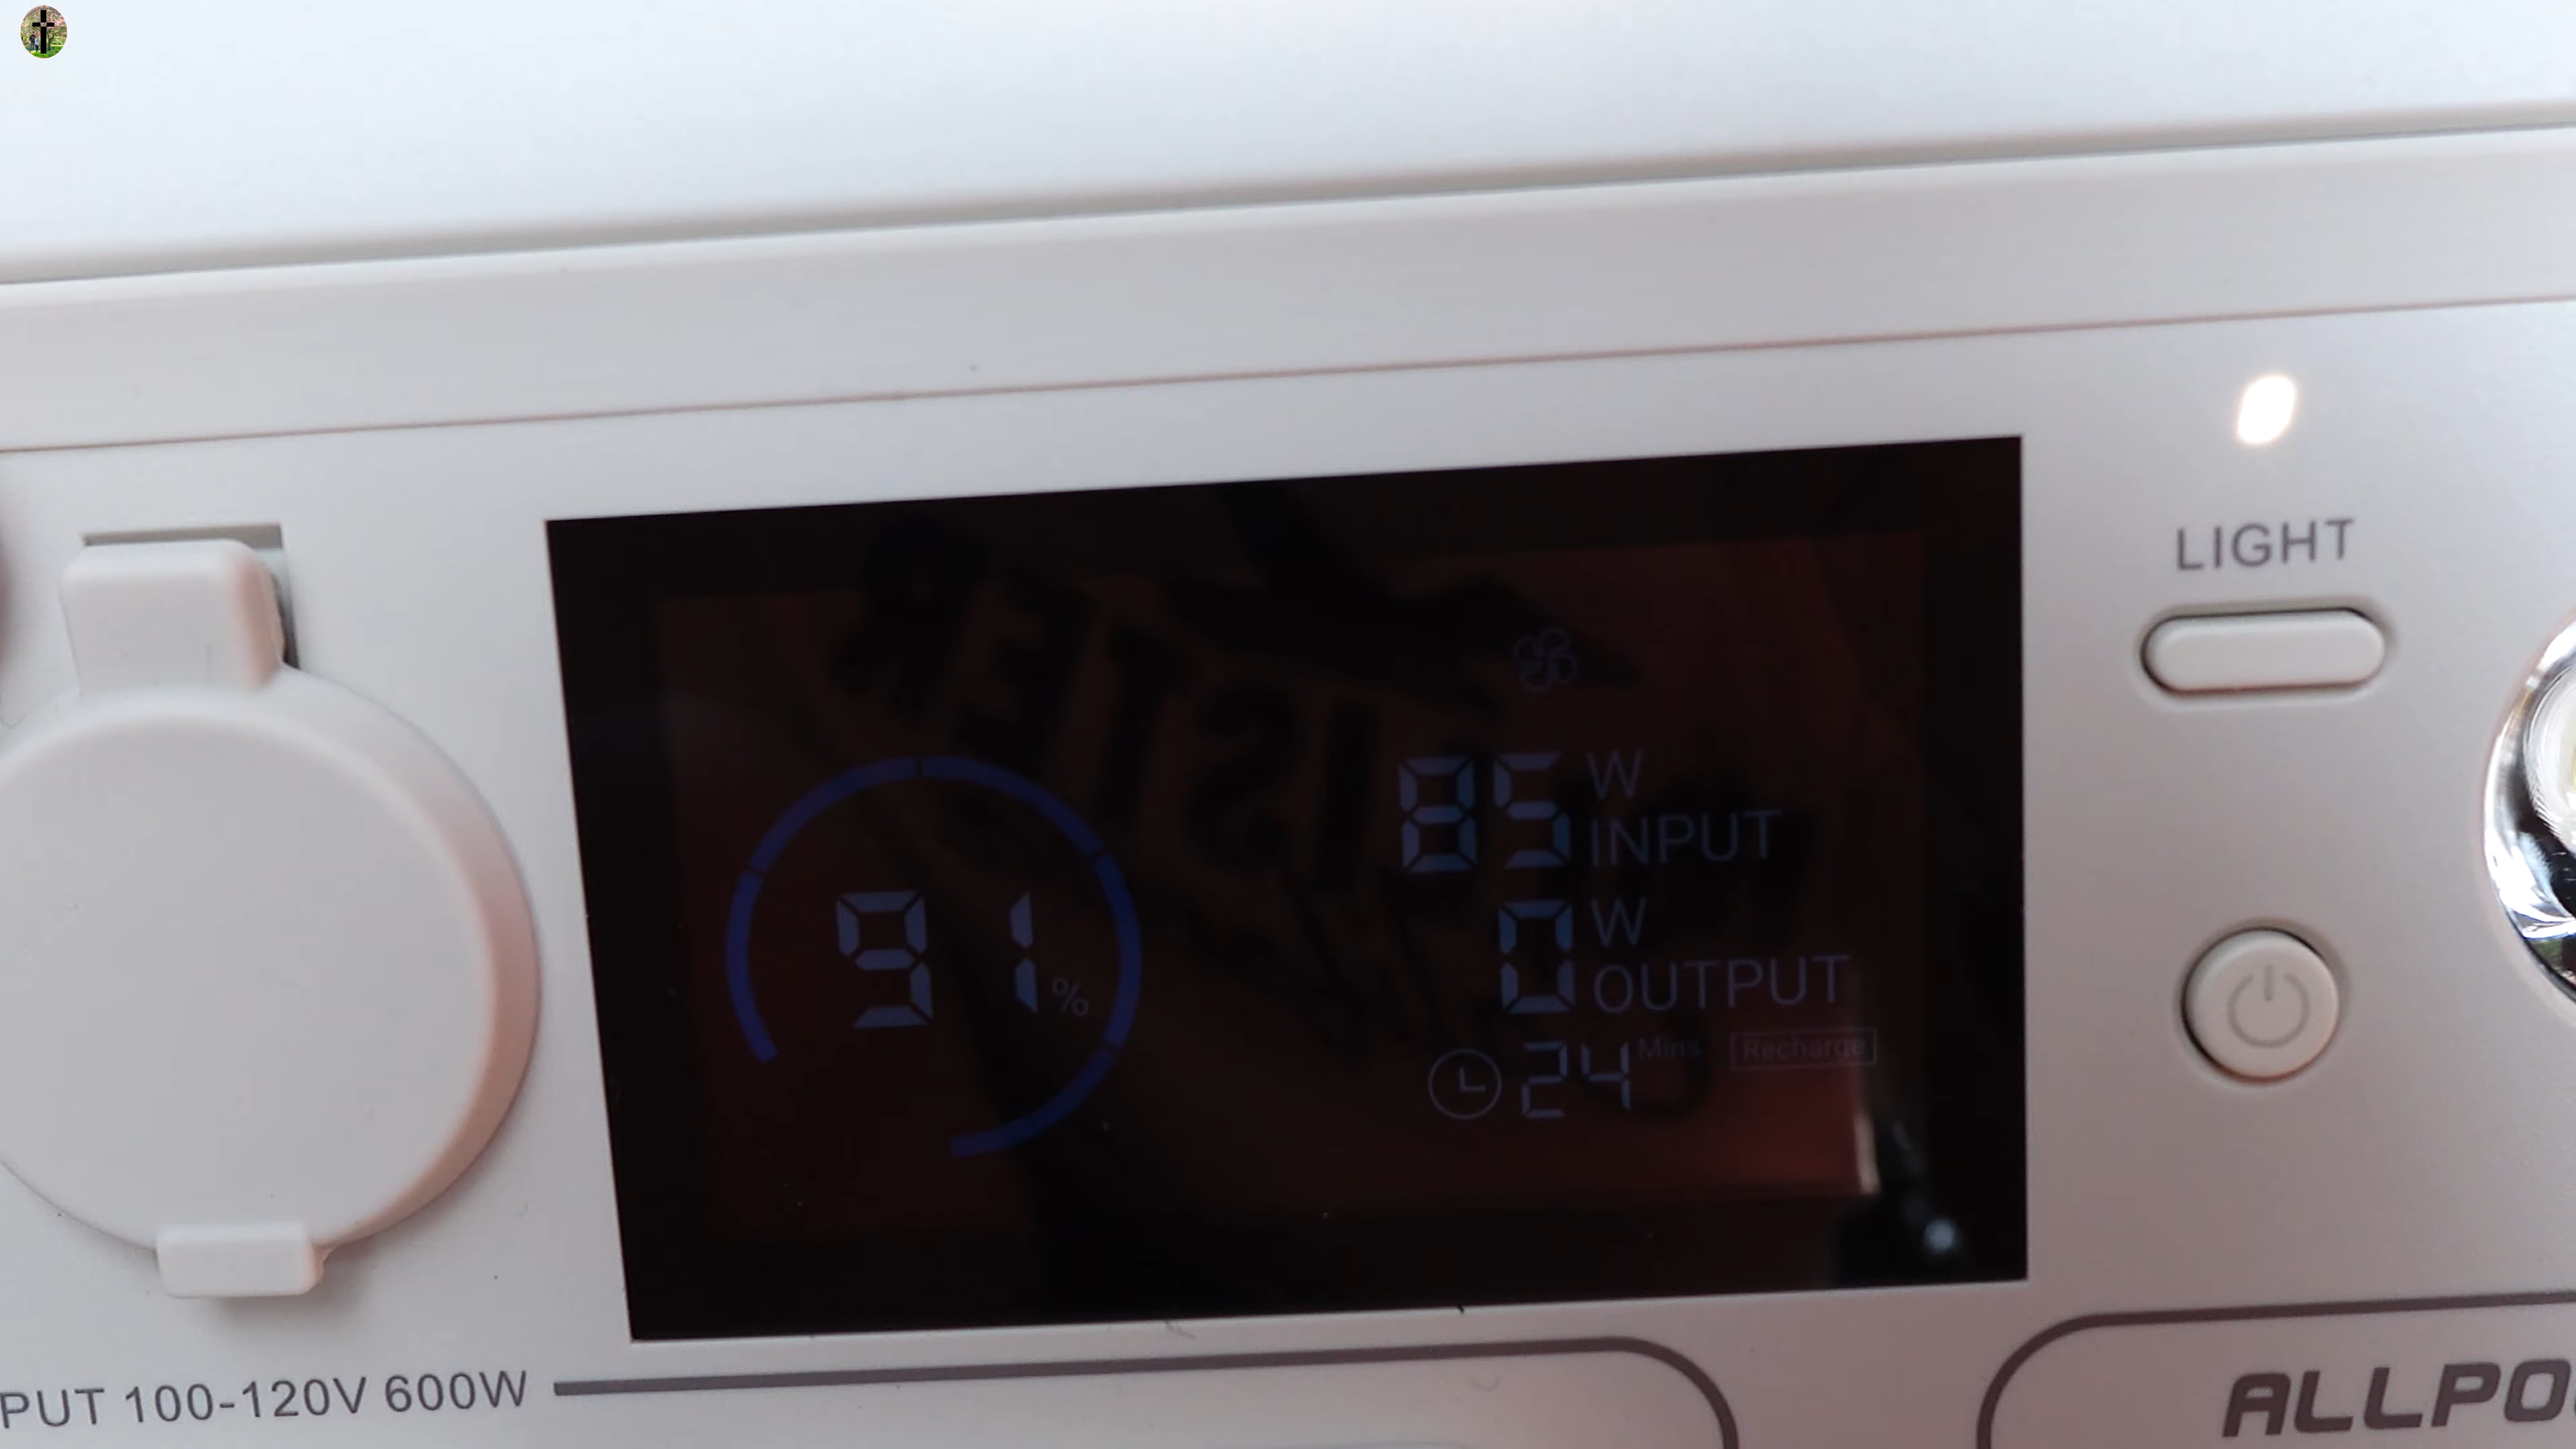 LIGHT
85 W
INPUT
91 %
0 W
OUTPUT
24 Mins Recharge
PUT 100-120V 600W
ALLPO